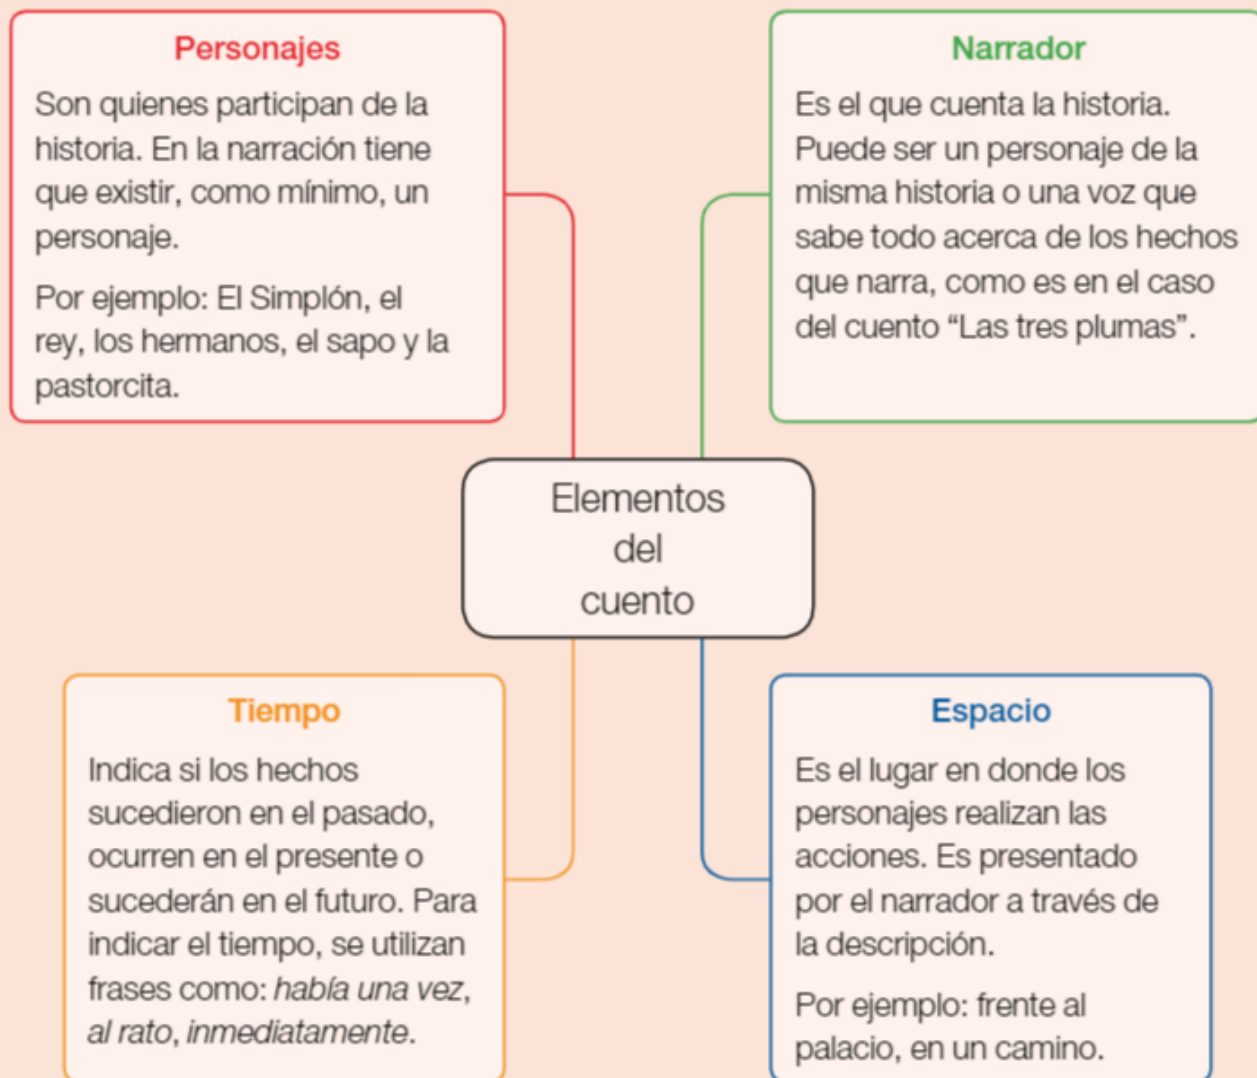 Personajes
Son quienes participan de la
historia. En la narración tiene
que existir, como mínimo, un
personaje.
Por ejemplo: El Simplón, el
rey, los hermanos, el sapo y la
pastorcita.
Narrador
Es el que cuenta la historia.
Puede ser un personaje de la
misma historia o una voz que
sabe todo acerca de los hechos
que narra, como es en el caso
del cuento “Las tres plumas”.
Elementos
del
cuento
Tiempo
Indica si los hechos
sucedieron en el pasado,
ocurren en el presente o
sucederán en el futuro. Para
indicar el tiempo, se utilizan
frases como: había una vez,
al rato, inmediatamente.
Espacio
Es el lugar en donde los
personajes realizan las
acciones. Es presentado
por el narrador a través de
la descripción.
Por ejemplo: frente al
palacio, en un camino.